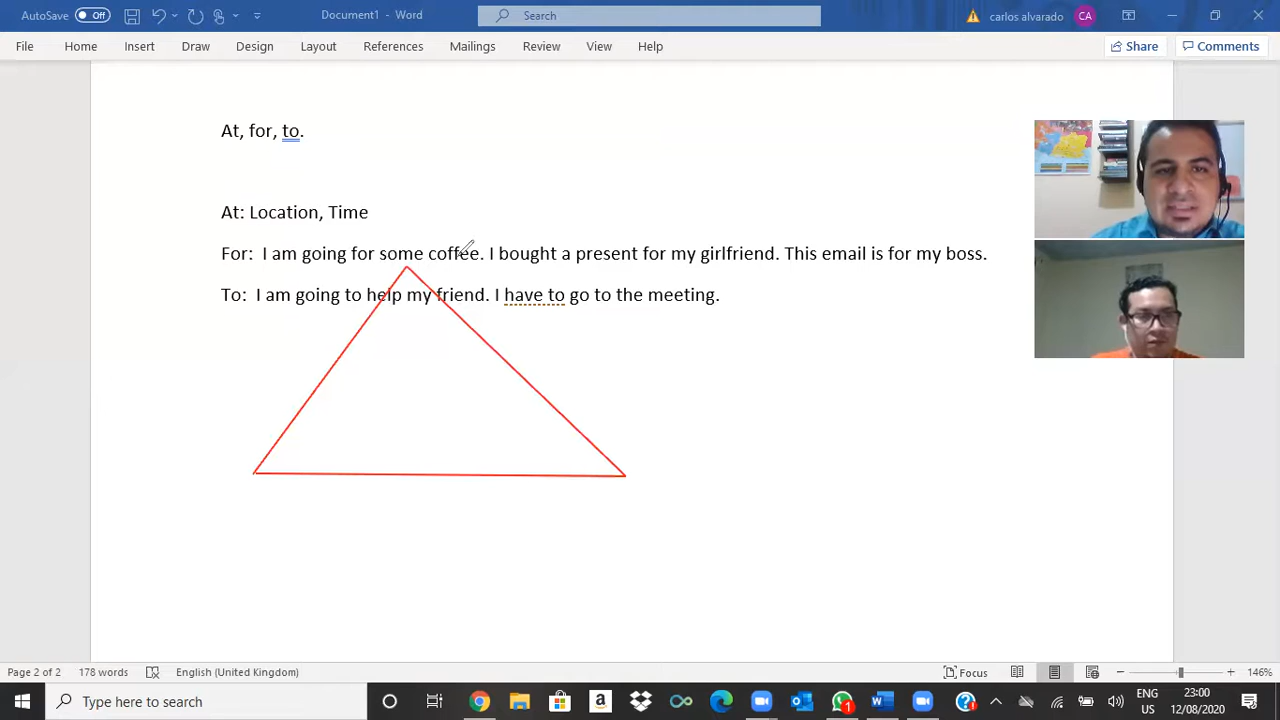 AutoSave Off Document1 - Word Search carlos alvarado CA
File Home Insert Draw Design Layout References Mailings Review View Help Share Comments
At, for, to.
At: Location, Time
For: I am going for some coffee. I bought a present for my girlfriend. This email is for my boss.
To: I am going to help my friend. I have to go to the meeting.
Page 2 of 2 178 words English (United Kingdom) Focus 146%
Type here to search 1 ENG 23:00
US 12/08/2020